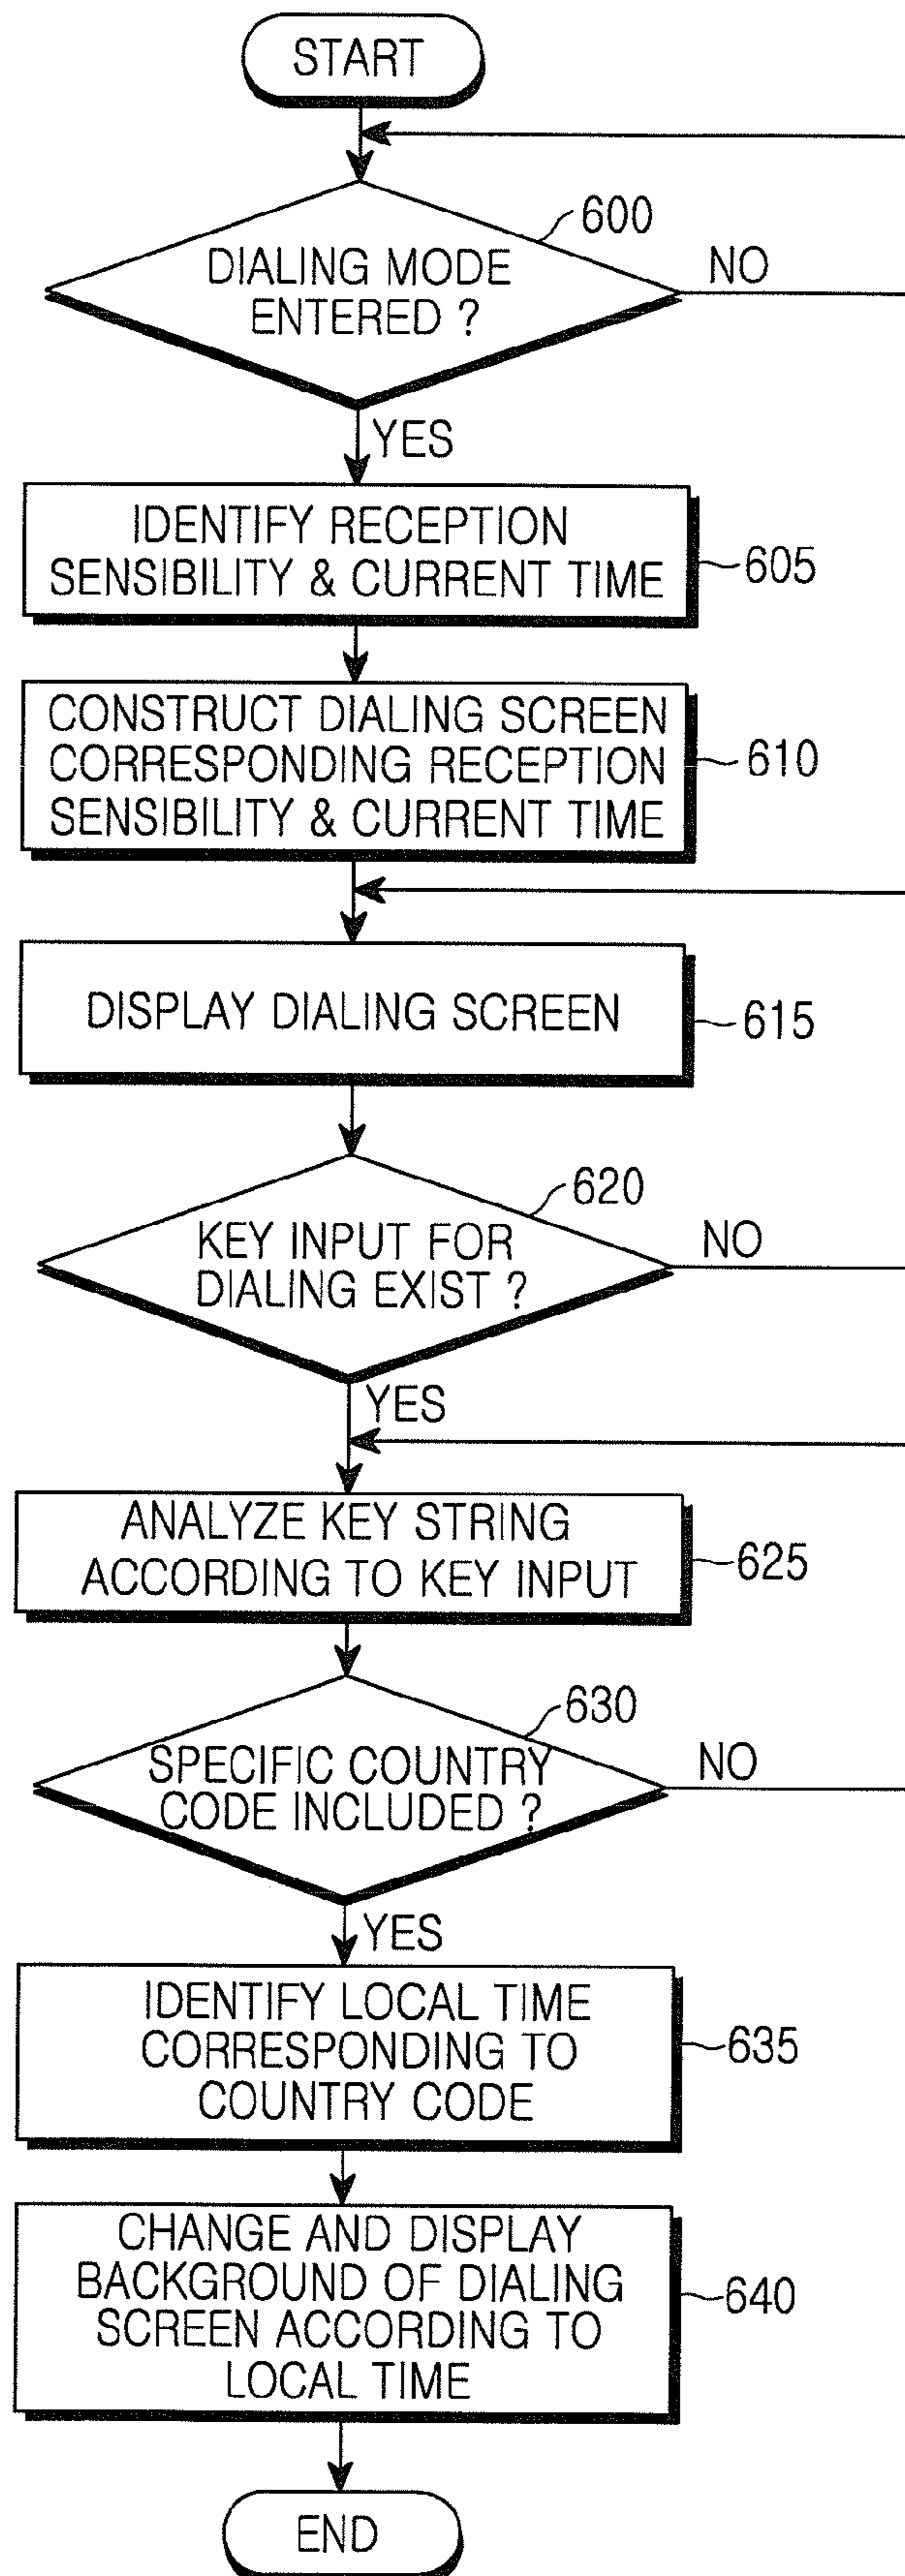 START
600
DIALING MODE
ENTERED ?
NO
YES
IDENTIFY RECEPTION
SENSIBILITY & CURRENT TIME
605
CONSTRUCT DIALING SCREEN
CORRESPONDING RECEPTION
SENSIBILITY & CURRENT TIME
610
DISPLAY DIALING SCREEN
615
620
KEY INPUT FOR
DIALING EXIST ?
NO
YES
ANALYZE KEY STRING
ACCORDING TO KEY INPUT
625
630
SPECIFIC COUNTRY
CODE INCLUDED ?
NO
YES
IDENTIFY LOCAL TIME
CORRESPONDING TO
COUNTRY CODE
635
CHANGE AND DISPLAY
BACKGROUND OF DIALING
SCREEN ACCORDING TO
LOCAL TIME
640
END